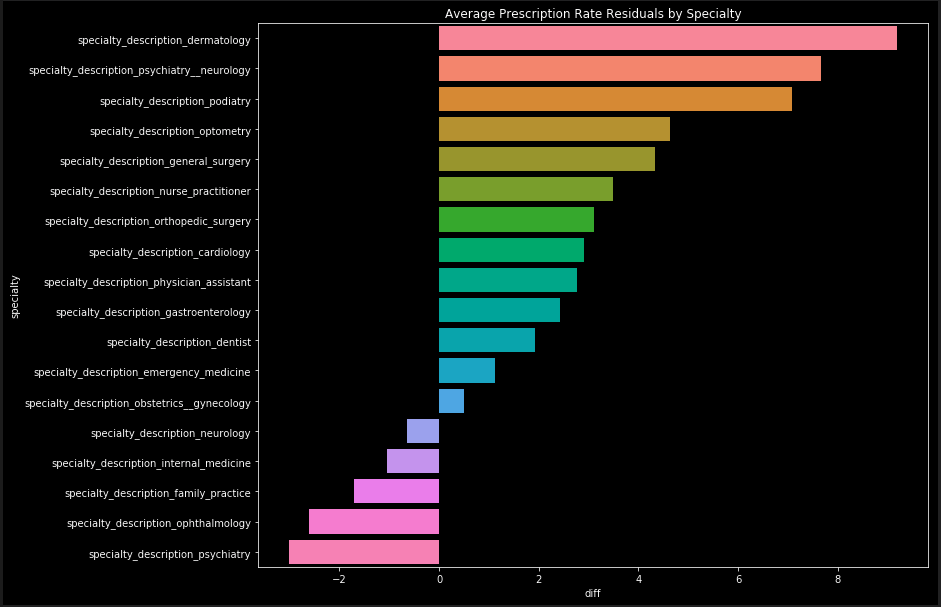 Average Prescription Rate Residuals by Specialty
specialty_description_dermatology
specialty_description_psychiatry__neurology
specialty_description_podiatry
specialty_description_optometry
specialty_description_general_surgery
specialty_description_nurse_practitioner
specialty_description_orthopedic_surgery
specialty_description_cardiology
specialty_description_physician_assistant
specialty_description_gastroenterology
specialty_description_dentist
specialty_description_emergency_medicine
specialty_description_obstetrics__gynecology
specialty_description_neurology
specialty_description_internal_medicine
specialty_description_family_practice
specialty_description_ophthalmology
specialty_description_psychiatry
specialty
−2 0 2 4 6 8
diff